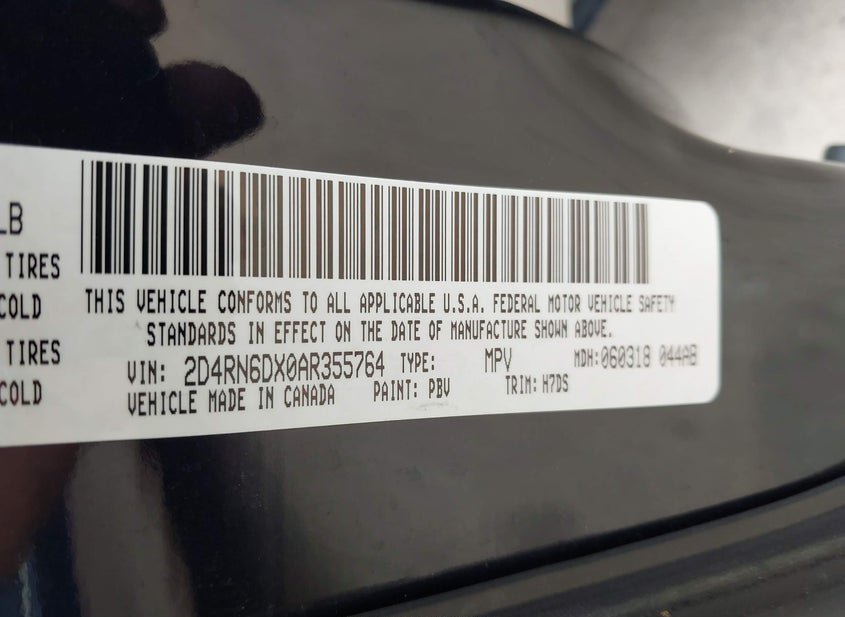 LB
TIRES
COLD
TIRES
COLD
THIS VEHICLE CONFORMS TO ALL APPLICABLE U.S.A. FEDERAL MOTOR VEHICLE SAFETY
STANDARDS IN EFFECT ON THE DATE OF MANUFACTURE SHOWN ABOVE.
VIN: 2D4RN6DX0AR355764 TYPE: MPV MDH:060318 044AB
VEHICLE MADE IN CANADA PAINT: PBV TRIM: H7DS